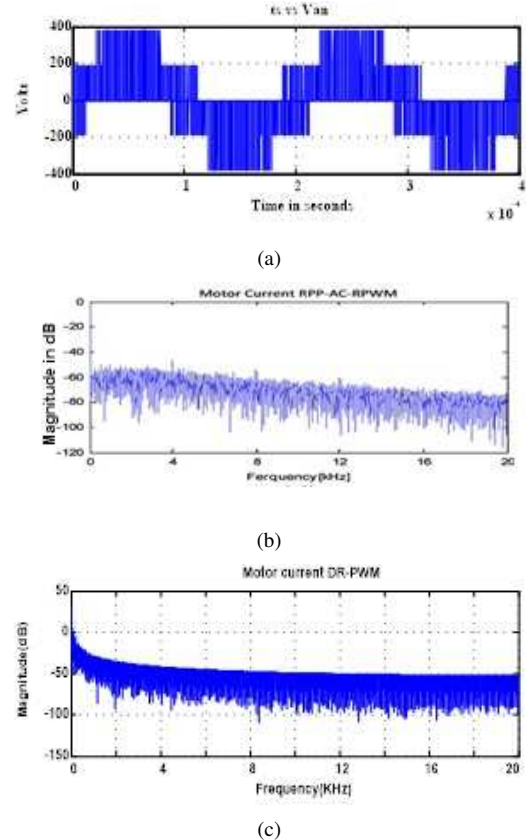 Van
400
200
0
-200
-400
Volts
0 1 2 3 4
Time in seconds
x 10
(a)
Motor Current RPP-AC-RPWM
0
-20
-40
-60
-80
-100
-120
Magnitude in dB
0 4 8 12 16 20
Ferquency[kHz]
(b)
Motor current DR-PWM
50
0
-50
-100
-150
Magnitude(dB)
0 4 8 12 16 20
Frequency[KHz]
(c)